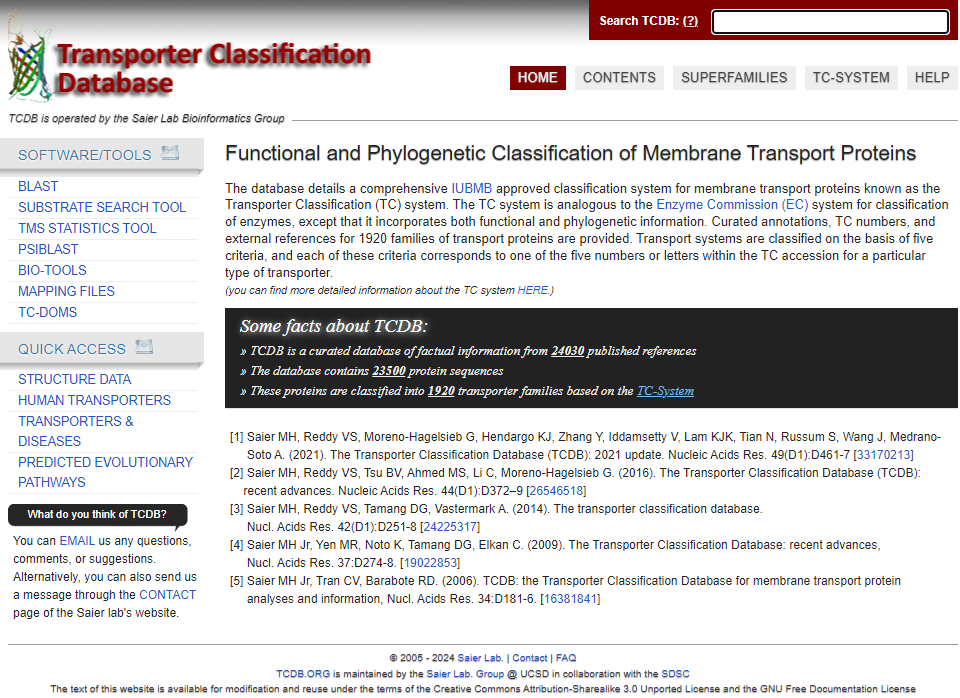 Search TCDB: (?)
Transporter Classification
Database
HOME
CONTENTS
SUPERFAMILIES
TC-SYSTEM
HELP
TCDB is operated by the Saier Lab Bioinformatics Group
SOFTWARE/TOOLS
BLAST
SUBSTRATE SEARCH TOOL
TMS STATISTICS TOOL
PSIBLAST
BIO-TOOLS
MAPPING FILES
TC-DOMS
QUICK ACCESS
STRUCTURE DATA
HUMAN TRANSPORTERS
TRANSPORTERS &
DISEASES
PREDICTED EVOLUTIONARY
PATHWAYS
What do you think of TCDB?
You can EMAIL us any questions,
comments, or suggestions.
Alternatively, you can also send us
a message through the CONTACT
page of the Saier lab's website.
Functional and Phylogenetic Classification of Membrane Transport Proteins
The database details a comprehensive IUBMB approved classification system for membrane transport proteins known as the
Transporter Classification (TC) system. The TC system is analogous to the Enzyme Commission (EC) system for classification
of enzymes, except that it incorporates both functional and phylogenetic information. Curated annotations, TC numbers, and
external references for 1920 families of transport proteins are provided. Transport systems are classified on the basis of five
criteria, and each of these criteria corresponds to one of the five numbers or letters within the TC accession for a particular
type of transporter.
(you can find more detailed information about the TC system HERE.)
Some facts about TCDB:
» TCDB is a curated database of factual information from 24030 published references
» The database contains 23500 protein sequences
» These proteins are classified into 1920 transporter families based on the TC-System
[1] Saier MH, Reddy VS, Moreno-Hagelsieb G, Hendargo KJ, Zhang Y, Iddamsetty V, Lam KJK, Tian N, Russum S, Wang J, Medrano-
Soto A. (2021). The Transporter Classification Database (TCDB): 2021 update. Nucleic Acids Res. 49(D1):D461-7 [33170213]
[2] Saier MH, Reddy VS, Tsu BV, Ahmed MS, Li C, Moreno-Hagelsieb G. (2016). The Transporter Classification Database (TCDB):
recent advances. Nucleic Acids Res. 44(D1):D372–9 [26546518]
[3] Saier MH, Reddy VS, Tamang DG, Vastermark A. (2014). The transporter classification database.
Nucl. Acids Res. 42(D1):D251-8 [24225317]
[4] Saier MH Jr, Yen MR, Noto K, Tamang DG, Elkan C. (2009). The Transporter Classification Database: recent advances,
Nucl. Acids Res. 37:D274-8. [19022853]
[5] Saier MH Jr, Tran CV, Barabote RD. (2006). TCDB: the Transporter Classification Database for membrane transport protein
analyses and information, Nucl. Acids Res. 34:D181-6. [16381841]
© 2005 - 2024 Saier Lab. | Contact | FAQ
TCDB.ORG is maintained by the Saier Lab. Group @ UCSD in collaboration with the SDSC
The text of this website is available for modification and reuse under the terms of the Creative Commons Attribution-Sharealike 3.0 Unported License and the GNU Free Documentation License